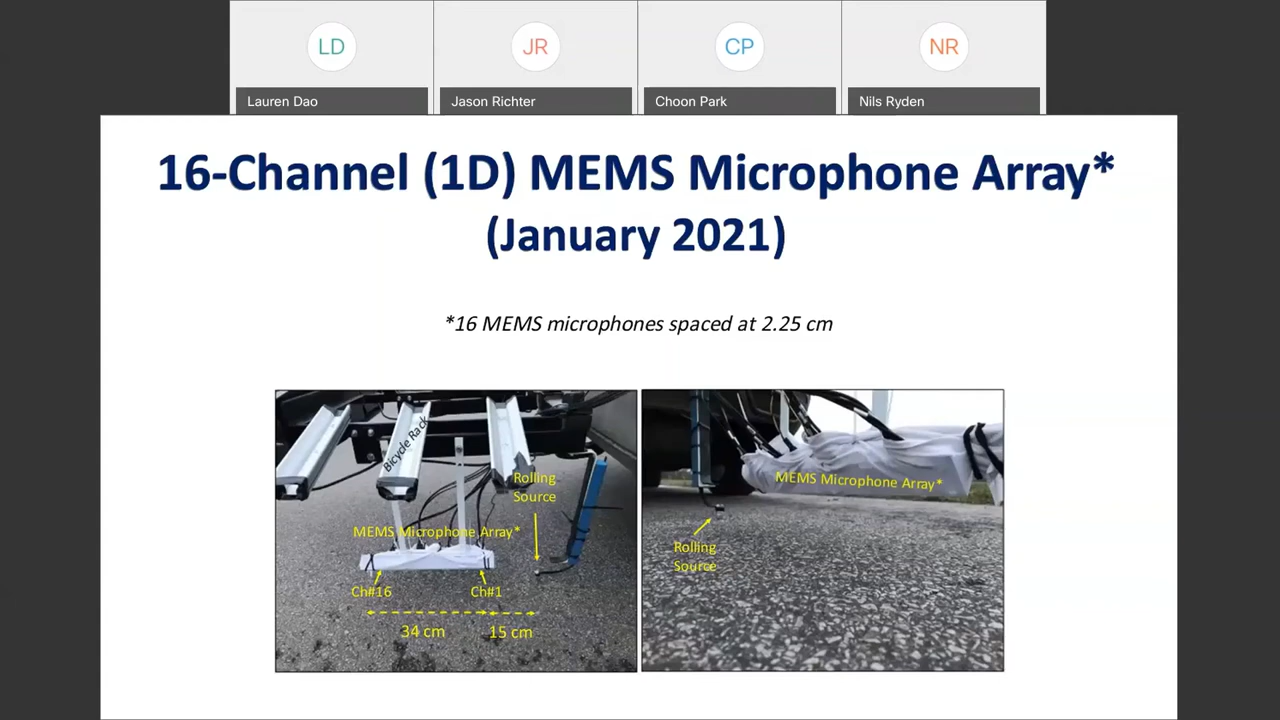 LD
JR
CP
NR
Lauren Dao
Jason Richter
Choon Park
Nils Ryden
16-Channel (1D) MEMS Microphone Array*
(January 2021)
*16 MEMS microphones spaced at 2.25 cm
Bicycle Rack
Rolling
Source
MEMS Microphone Array*
Ch#16
Ch#1
34 cm
15 cm
MEMS Microphone Array*
Rolling
Source